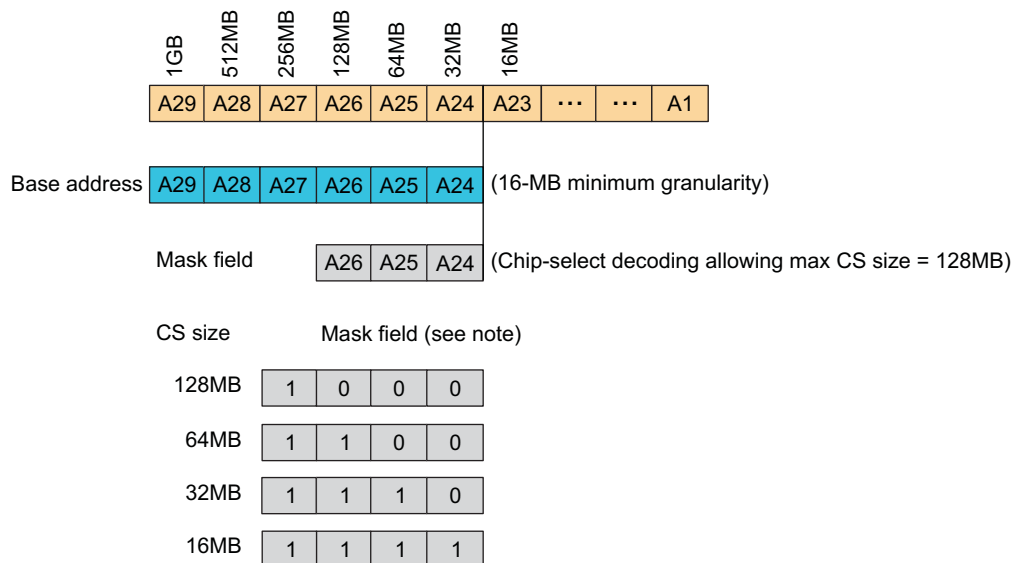 1GB 512MB 256MB 128MB 64MB 32MB 16MB
A29 A28 A27 A26 A25 A24 A23 ... ... A1
Base address A29 A28 A27 A26 A25 A24 (16-MB minimum granularity)
Mask field A26 A25 A24 (Chip-select decoding allowing max CS size = 128MB)
CS size Mask field (see note)
128MB 1 0 0 0
64MB 1 1 0 0
32MB 1 1 1 0
16MB 1 1 1 1